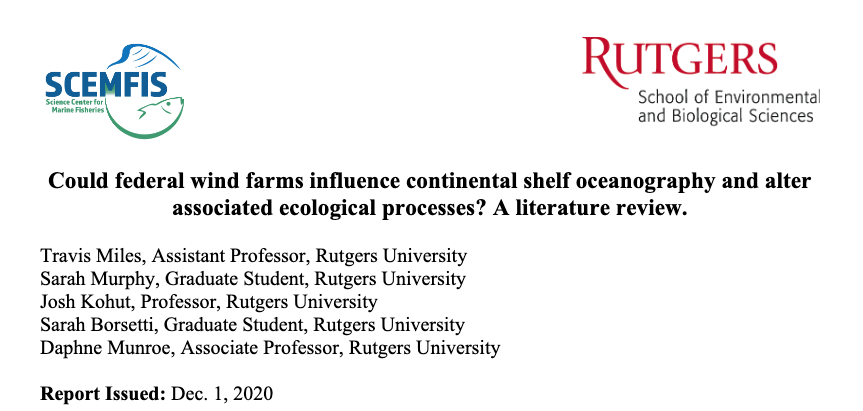 SCEMFIS
Science Center for
Marine Fisheries
RUTGERS
School of Environmental
and Biological Sciences
Could federal wind farms influence continental shelf oceanography and alter
associated ecological processes? A literature review.
Travis Miles, Assistant Professor, Rutgers University
Sarah Murphy, Graduate Student, Rutgers University
Josh Kohut, Professor, Rutgers University
Sarah Borsetti, Graduate Student, Rutgers University
Daphne Munroe, Associate Professor, Rutgers University
Report Issued: Dec. 1, 2020